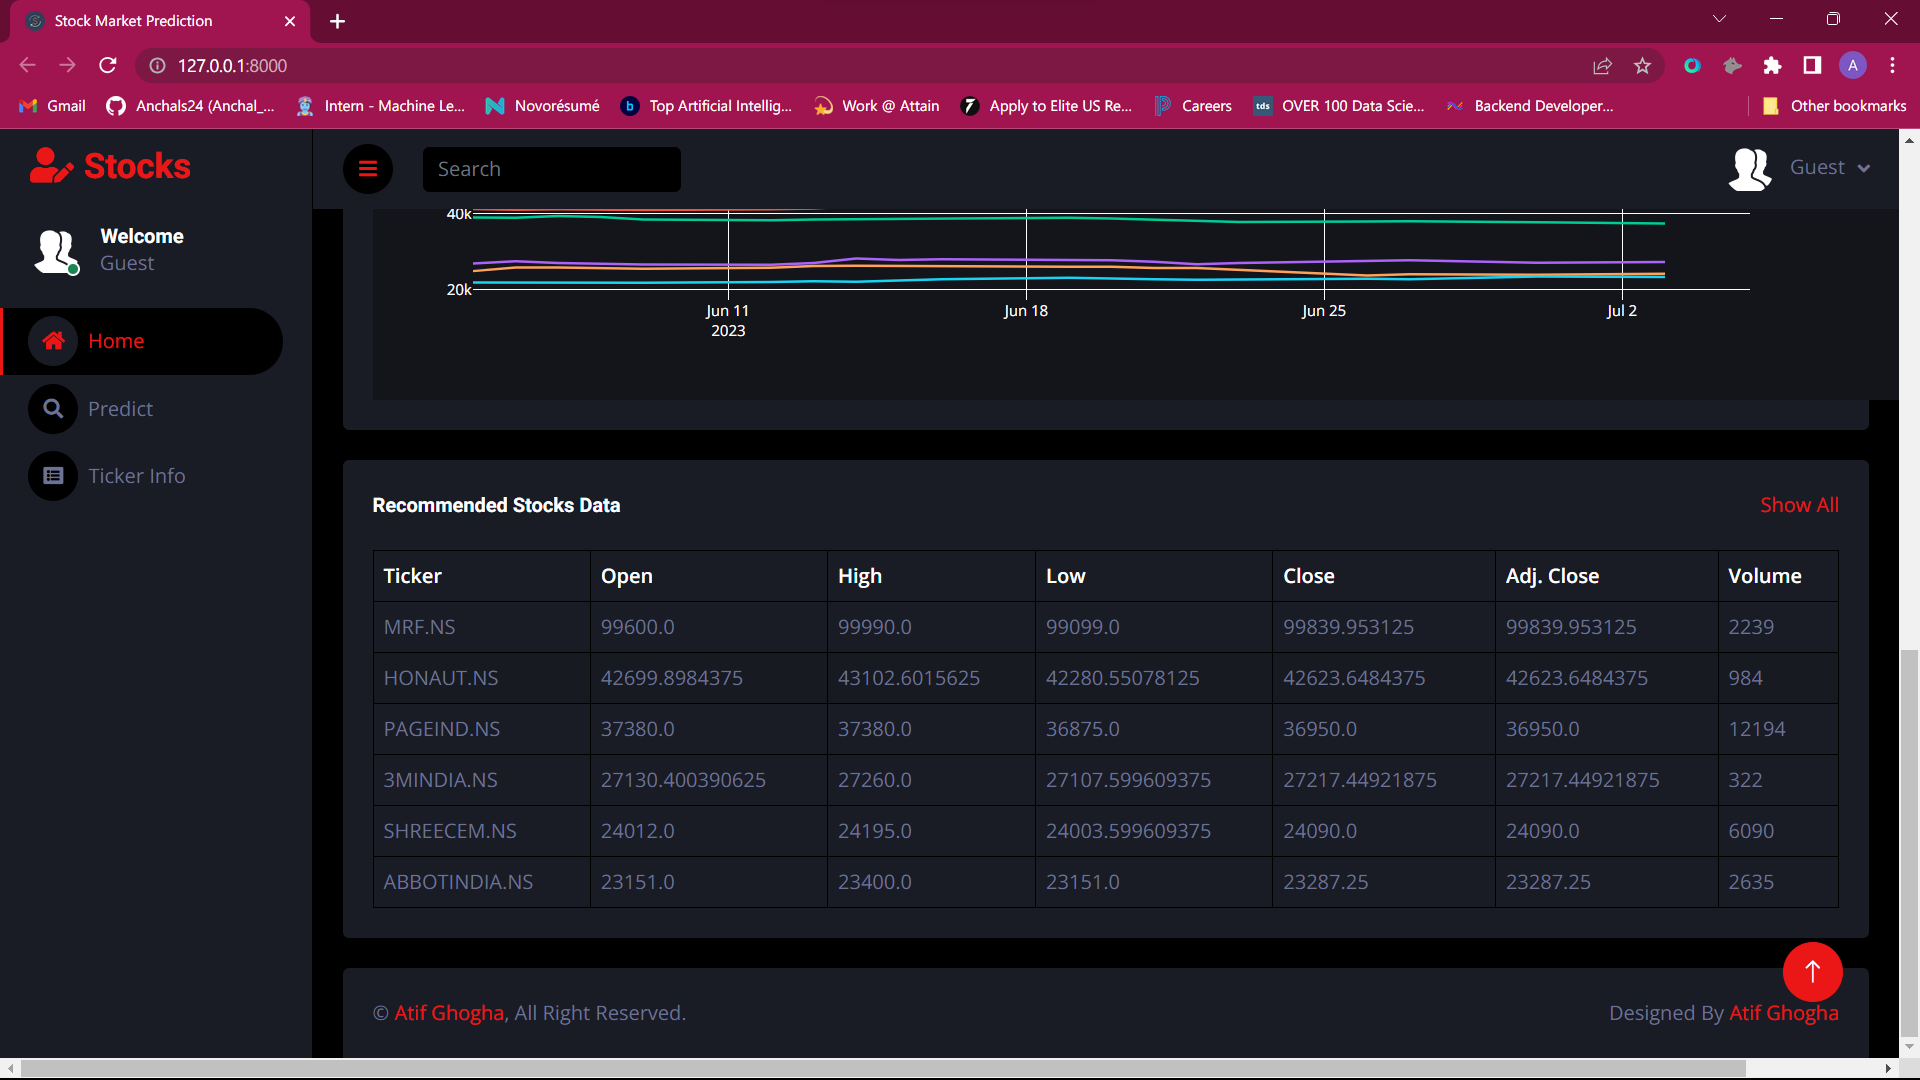 Stock Market Prediction
127.0.0.1:8000
A
Gmail
Anchals24 (Anchal_...
Intern - Machine Le...
Novorésumé
Top Artificial Intellig...
Work @ Attain
Apply to Elite US Re...
Careers
tds
OVER 100 Data Scie...
Backend Developer...
Other bookmarks
Stocks
Search
Guest
Welcome
Guest
Home
Predict
Ticker Info
40k
20k
Jun 11
2023
Jun 18
Jun 25
Jul 2
Recommended Stocks Data
Show All
Ticker Open High Low Close Adj. Close Volume
MRF.NS 99600.0 99990.0 99099.0 99839.953125 99839.953125 2239
HONAUT.NS 42699.8984375 43102.6015625 42280.55078125 42623.6484375 42623.6484375 984
PAGEIND.NS 37380.0 37380.0 36875.0 36950.0 36950.0 12194
3MINDIA.NS 27130.400390625 27260.0 27107.599609375 27217.44921875 27217.44921875 322
SHREECEM.NS 24012.0 24195.0 24003.599609375 24090.0 24090.0 6090
ABBOTINDIA.NS 23151.0 23400.0 23151.0 23287.25 23287.25 2635
© Atif Ghogha, All Right Reserved.
Designed By Atif Ghogha